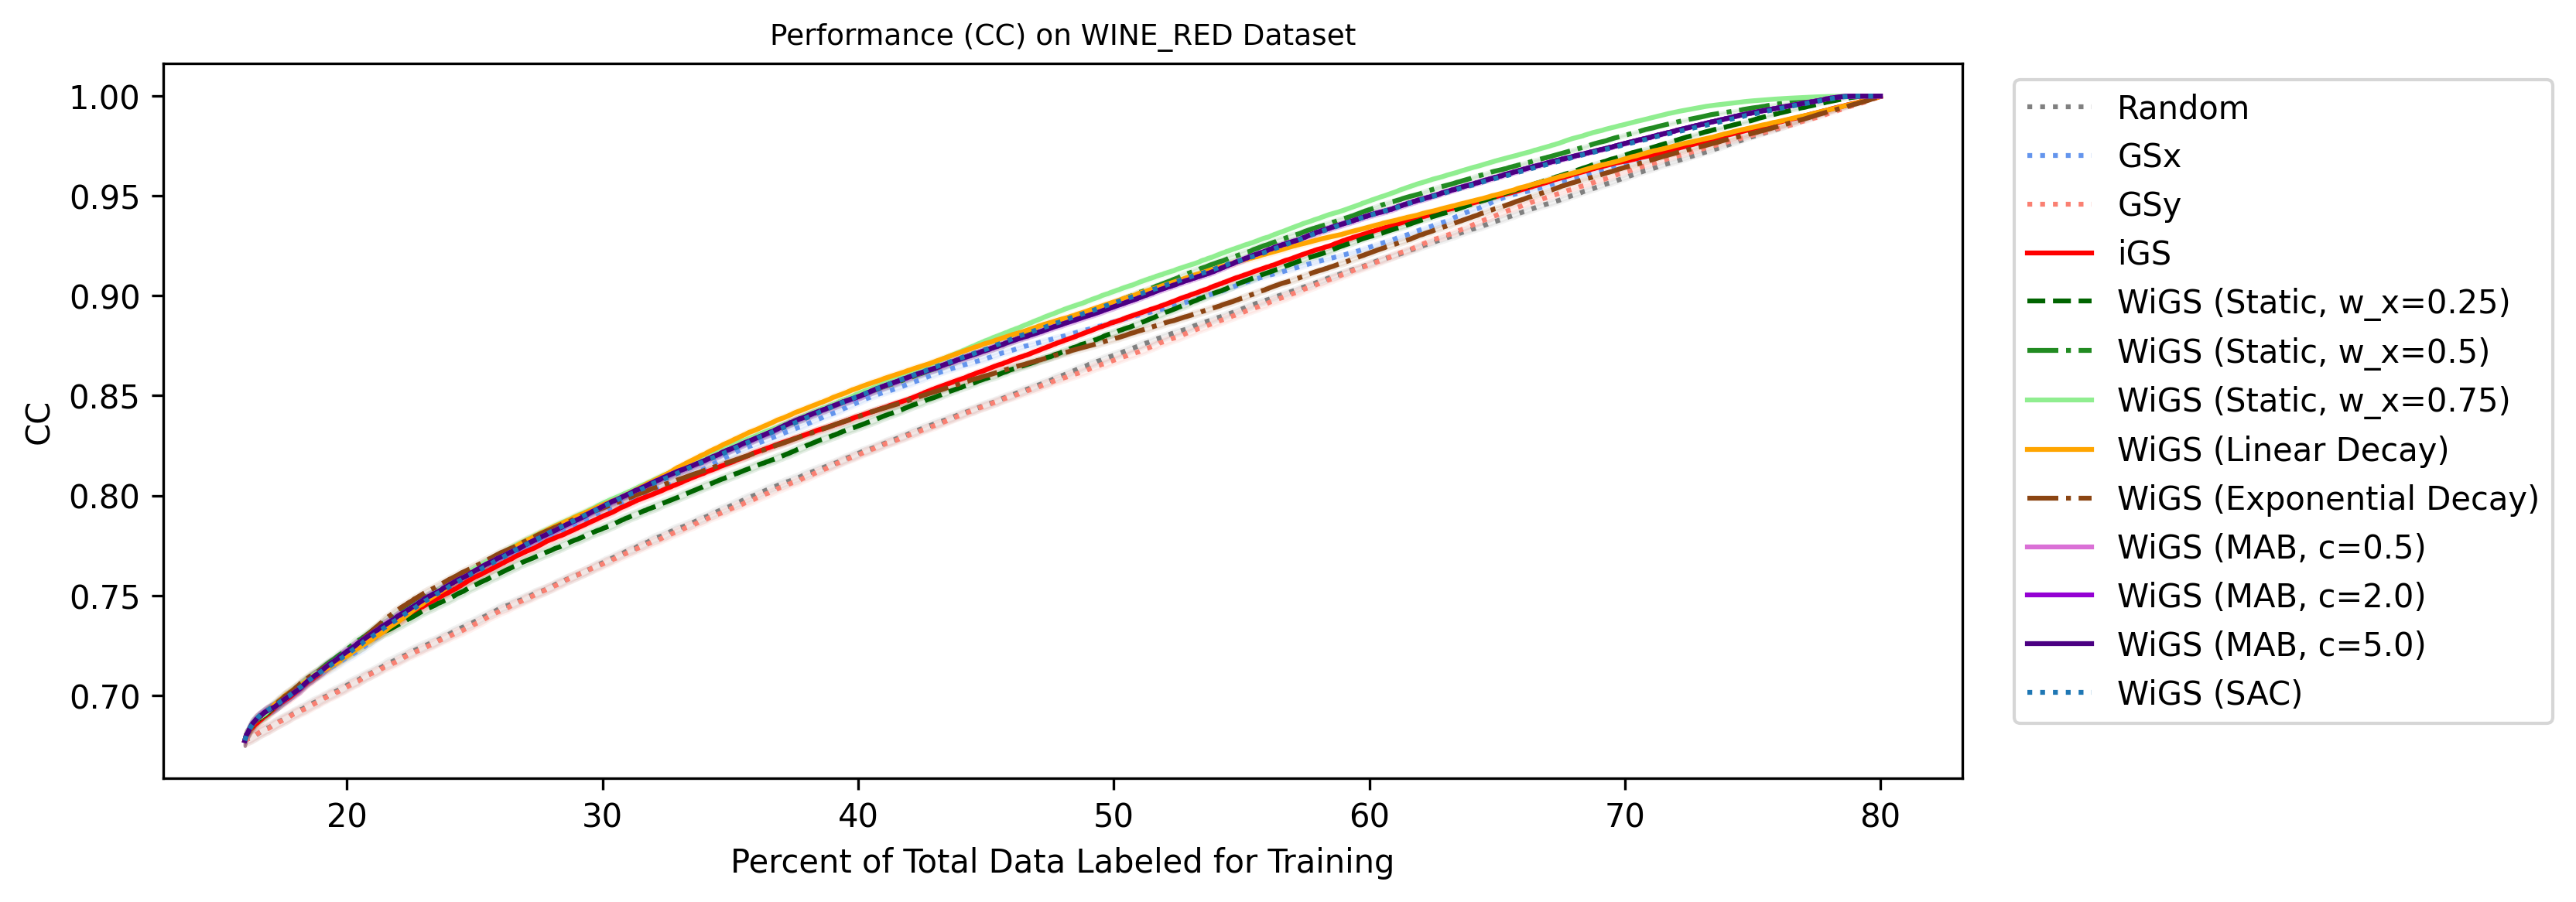 Performance (CC) on WINE_RED Dataset
1.00
0.95
0.90
0.85
0.80
0.75
0.70
CC
20 30 40 50 60 70 80
Percent of Total Data Labeled for Training
Random
GSx
GSy
iGS
WiGS (Static, w_x=0.25)
WiGS (Static, w_x=0.5)
WiGS (Static, w_x=0.75)
WiGS (Linear Decay)
WiGS (Exponential Decay)
WiGS (MAB, c=0.5)
WiGS (MAB, c=2.0)
WiGS (MAB, c=5.0)
WiGS (SAC)